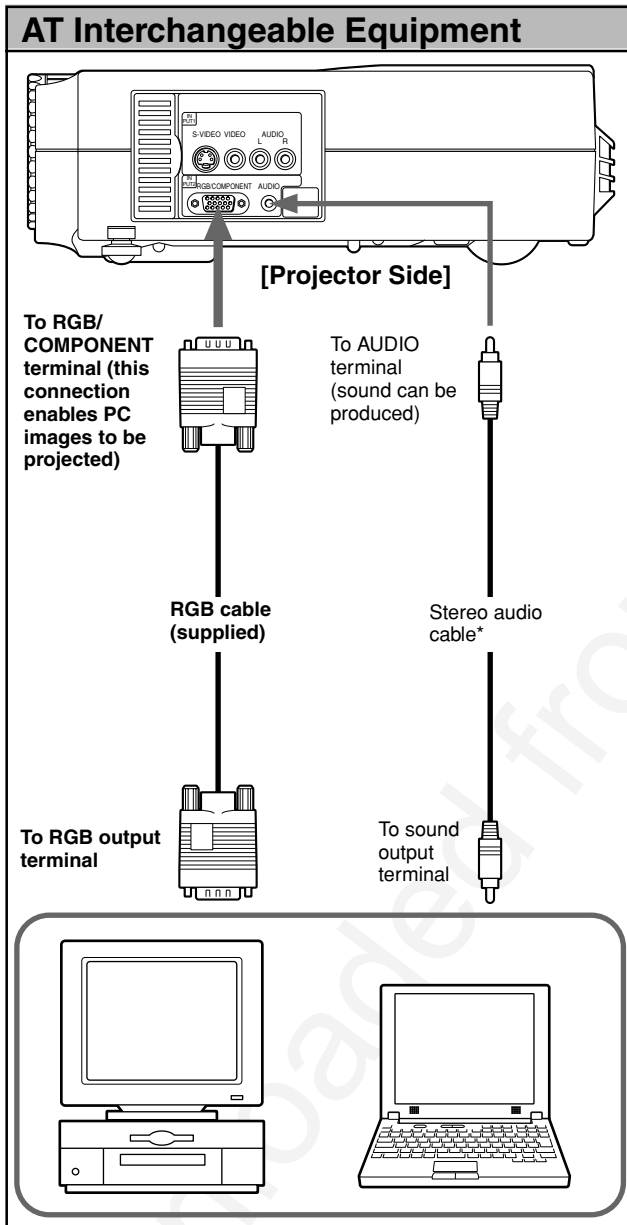 AT Interchangeable Equipment
IN
PUT1
S-VIDEO VIDEO AUDIO
L R
IN
PUT2
RGB/COMPONENT AUDIO
[Projector Side]
To RGB/
COMPONENT
terminal (this
connection
enables PC
images to be
projected)
To AUDIO
terminal
(sound can be
produced)
RGB cable
(supplied)
Stereo audio
cable*
To RGB output
terminal
To sound
output
terminal